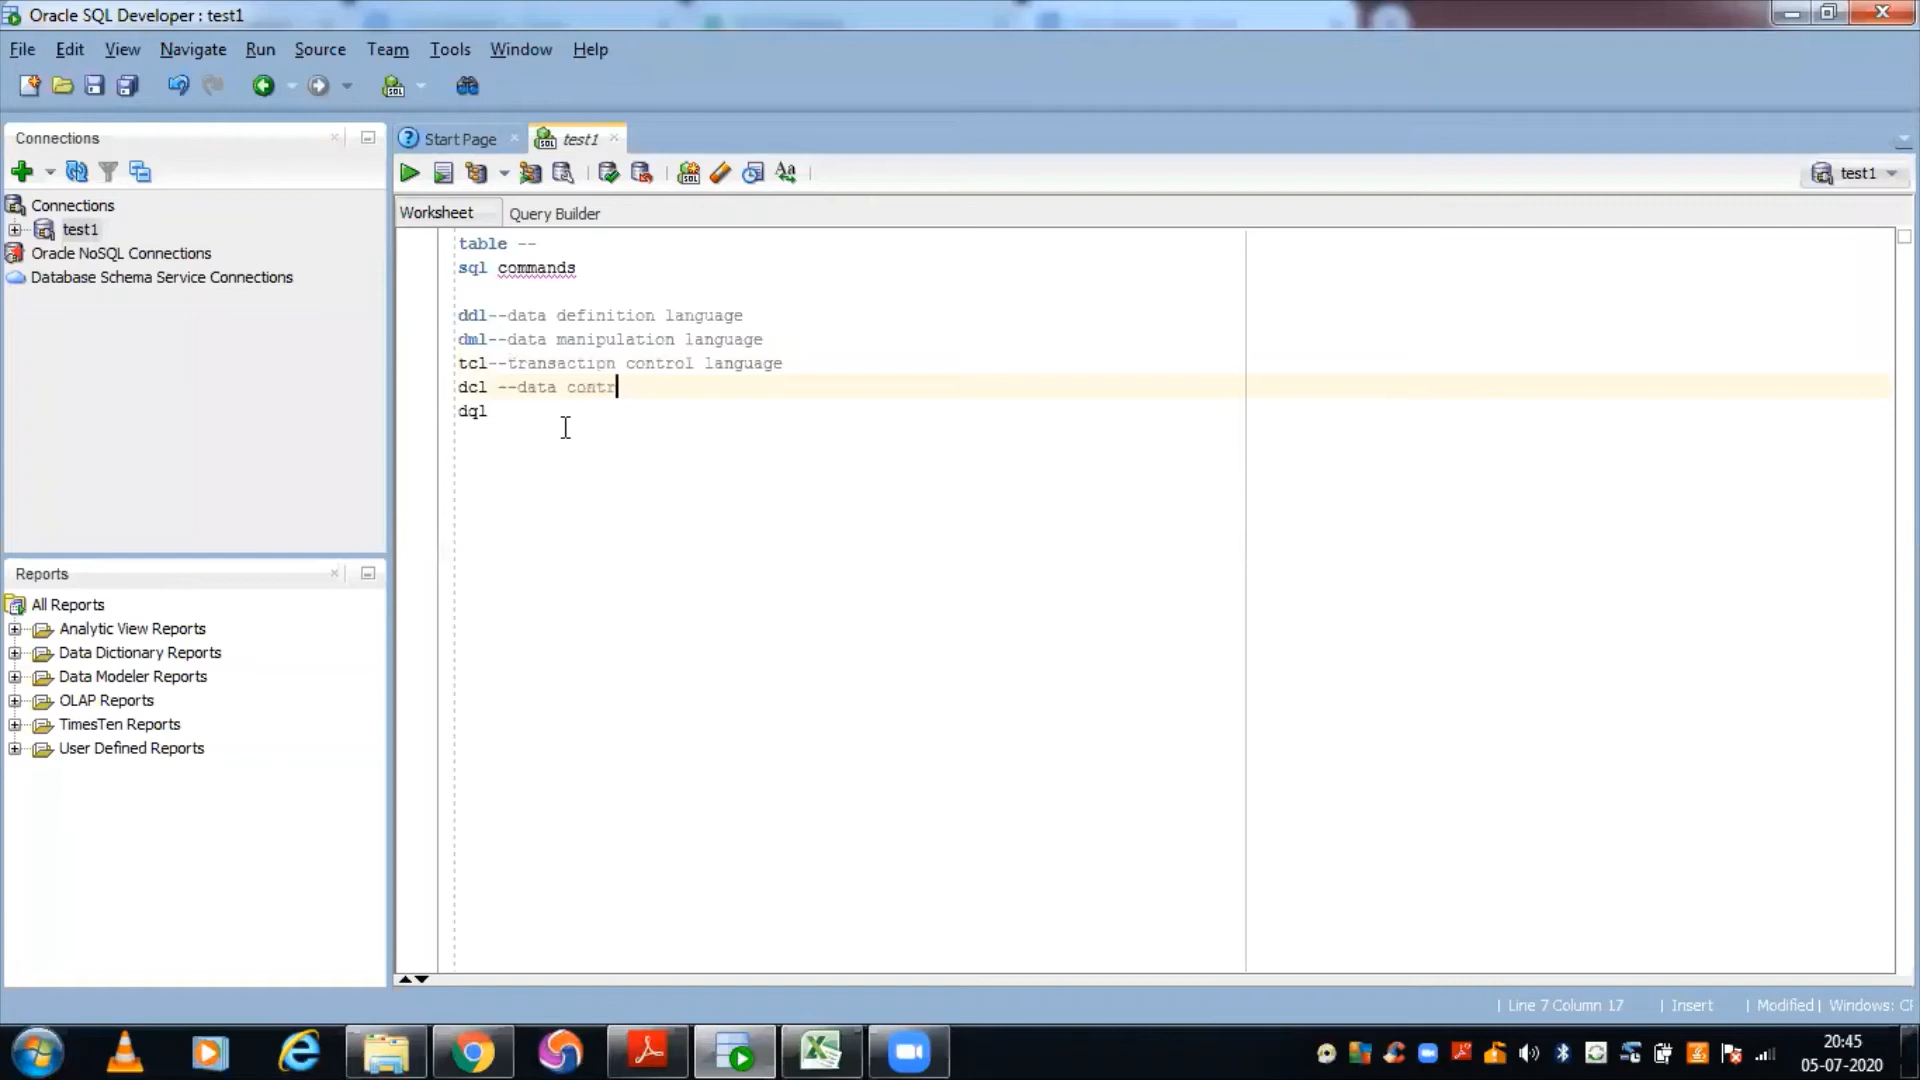 Oracle SQL Developer : test1
File Edit View Navigate Run Source Team Tools Window Help
Connections
Start Page
test1
test1
Connections
test1
Oracle NoSQL Connections
Database Schema Service Connections
Worksheet Query Builder
table --
sql commands
ddl--data definition language
dml--data manipulation language
tcl--transactipn control language
dcl --data contr
dql
Reports
All Reports
Analytic View Reports
Data Dictionary Reports
Data Modeler Reports
OLAP Reports
TimesTen Reports
User Defined Reports
| Line 7 Column 17 | Insert | Modified | Windows: C
20:45
05-07-2020